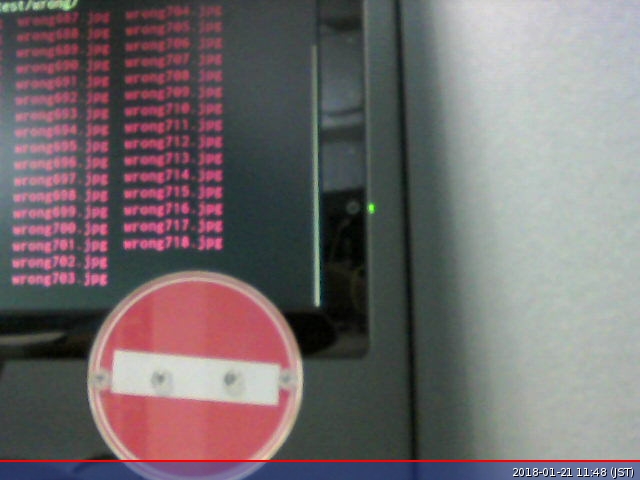 test/wrong/
wrong687.jpg wrong704.jpg
wrong688.jpg wrong705.jpg
wrong689.jpg wrong706.jpg
wrong690.jpg wrong707.jpg
wrong691.jpg wrong708.jpg
wrong692.jpg wrong709.jpg
wrong693.jpg wrong710.jpg
wrong694.jpg wrong711.jpg
wrong695.jpg wrong712.jpg
wrong696.jpg wrong713.jpg
wrong697.jpg wrong714.jpg
wrong698.jpg wrong715.jpg
wrong699.jpg wrong716.jpg
wrong700.jpg wrong717.jpg
wrong701.jpg wrong718.jpg
wrong702.jpg
wrong703.jpg
2018-01-21 11:48 (JST)